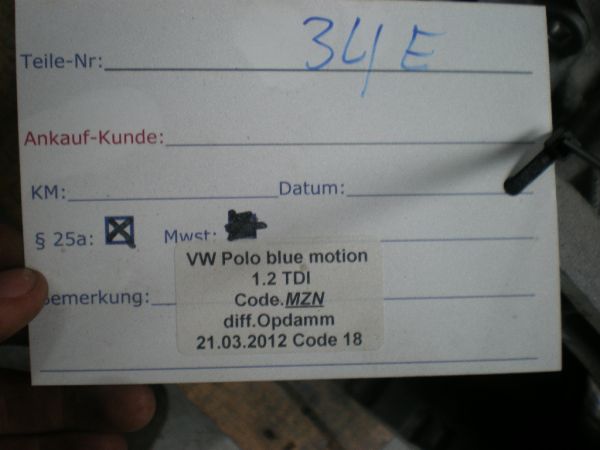 Teile-Nr: 34 E
Ankauf-Kunde:
KM: Datum:
§ 25a: Mwst:
Bemerkung:
VW Polo blue motion
1.2 TDI
Code.MZN
diff.Opdamm
21.03.2012 Code 18